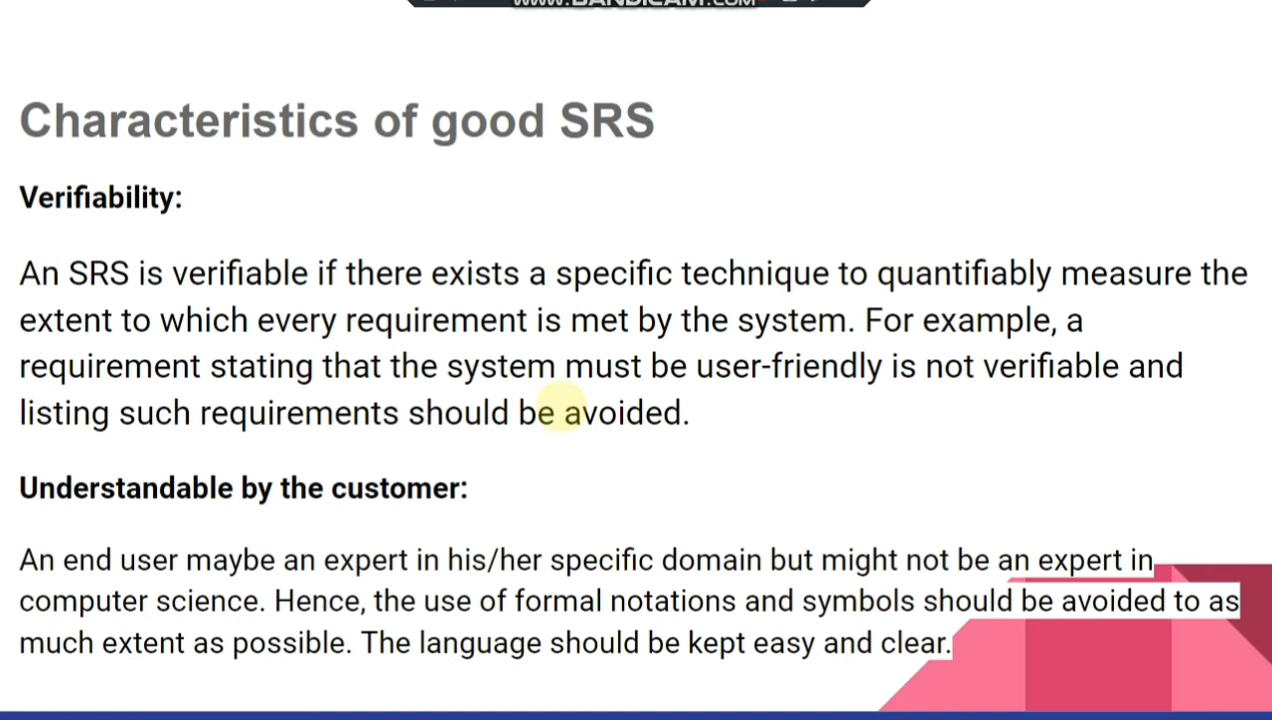 www.BANDICAM.COM
Characteristics of good SRS
Verifiability:
An SRS is verifiable if there exists a specific technique to quantifiably measure the
extent to which every requirement is met by the system. For example, a
requirement stating that the system must be user-friendly is not verifiable and
listing such requirements should be avoided.
Understandable by the customer:
An end user maybe an expert in his/her specific domain but might not be an expert in
computer science. Hence, the use of formal notations and symbols should be avoided to as
much extent as possible. The language should be kept easy and clear.